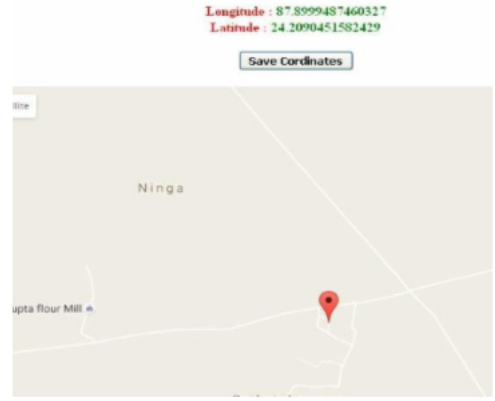 Longitude : 87.8999487460327
Latitude : 24.2090451582429
Save Cordinates
llite
Ninga
upta flour Mill